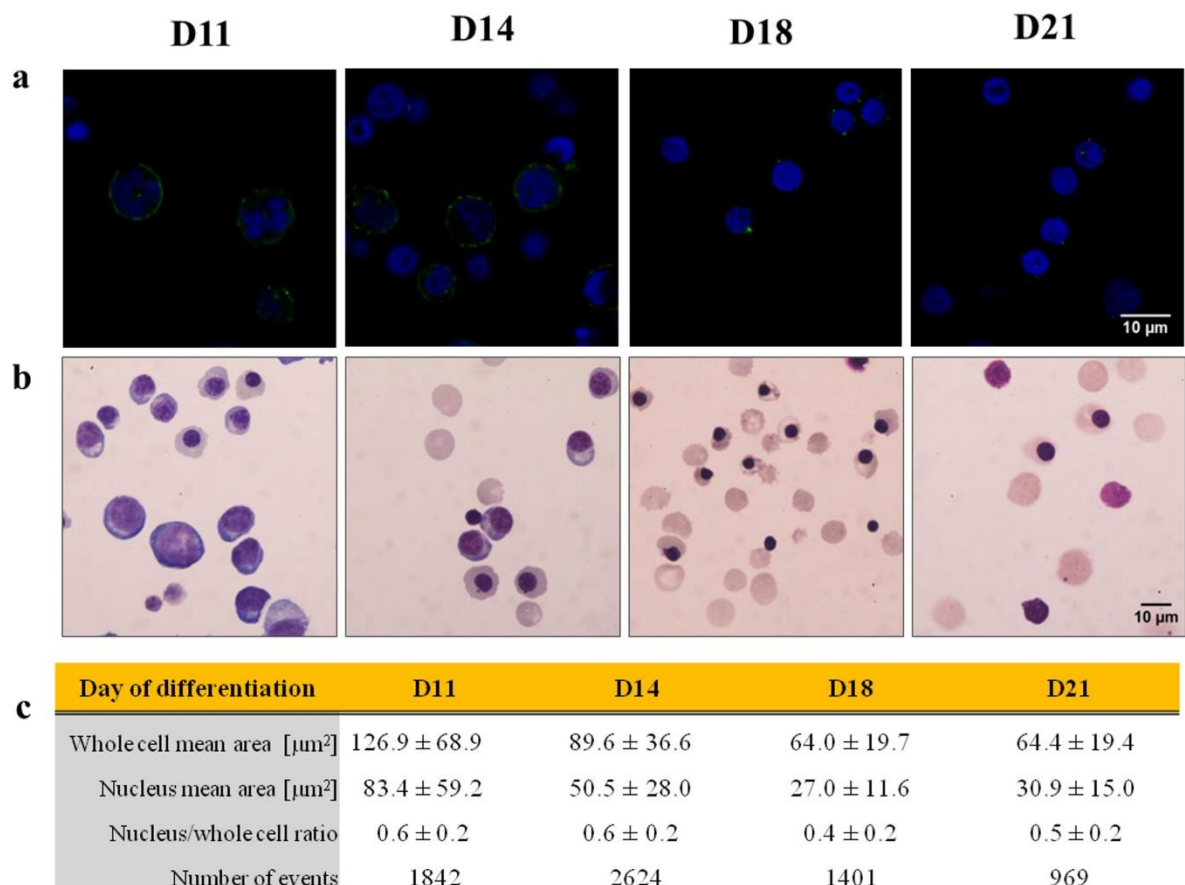 D11 D14 D18 D21
a
10 µm
b
10 µm
c
Day of differentiation D11 D14 D18 D21
Whole cell mean area [µm²] 126.9 ± 68.9 89.6 ± 36.6 64.0 ± 19.7 64.4 ± 19.4
Nucleus mean area [µm²] 83.4 ± 59.2 50.5 ± 28.0 27.0 ± 11.6 30.9 ± 15.0
Nucleus/whole cell ratio 0.6 ± 0.2 0.6 ± 0.2 0.4 ± 0.2 0.5 ± 0.2
Number of events 1842 2624 1401 969